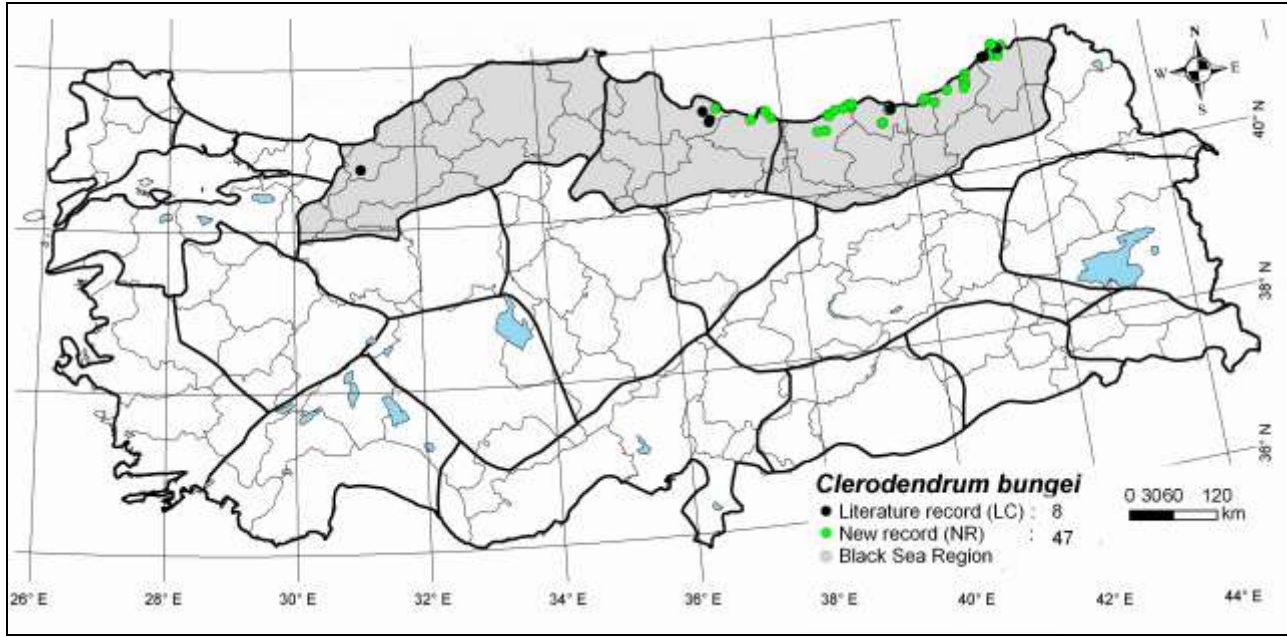 N
W E
S
40° N
38° N
36° N
Clerodendrum bungei
Literature record (LC) : 8
New record (NR) : 47
Black Sea Region
0 3060 120
km
26° E 28° E 30° E 32° E 34° E 36° E 38° E 40° E 42° E 44° E